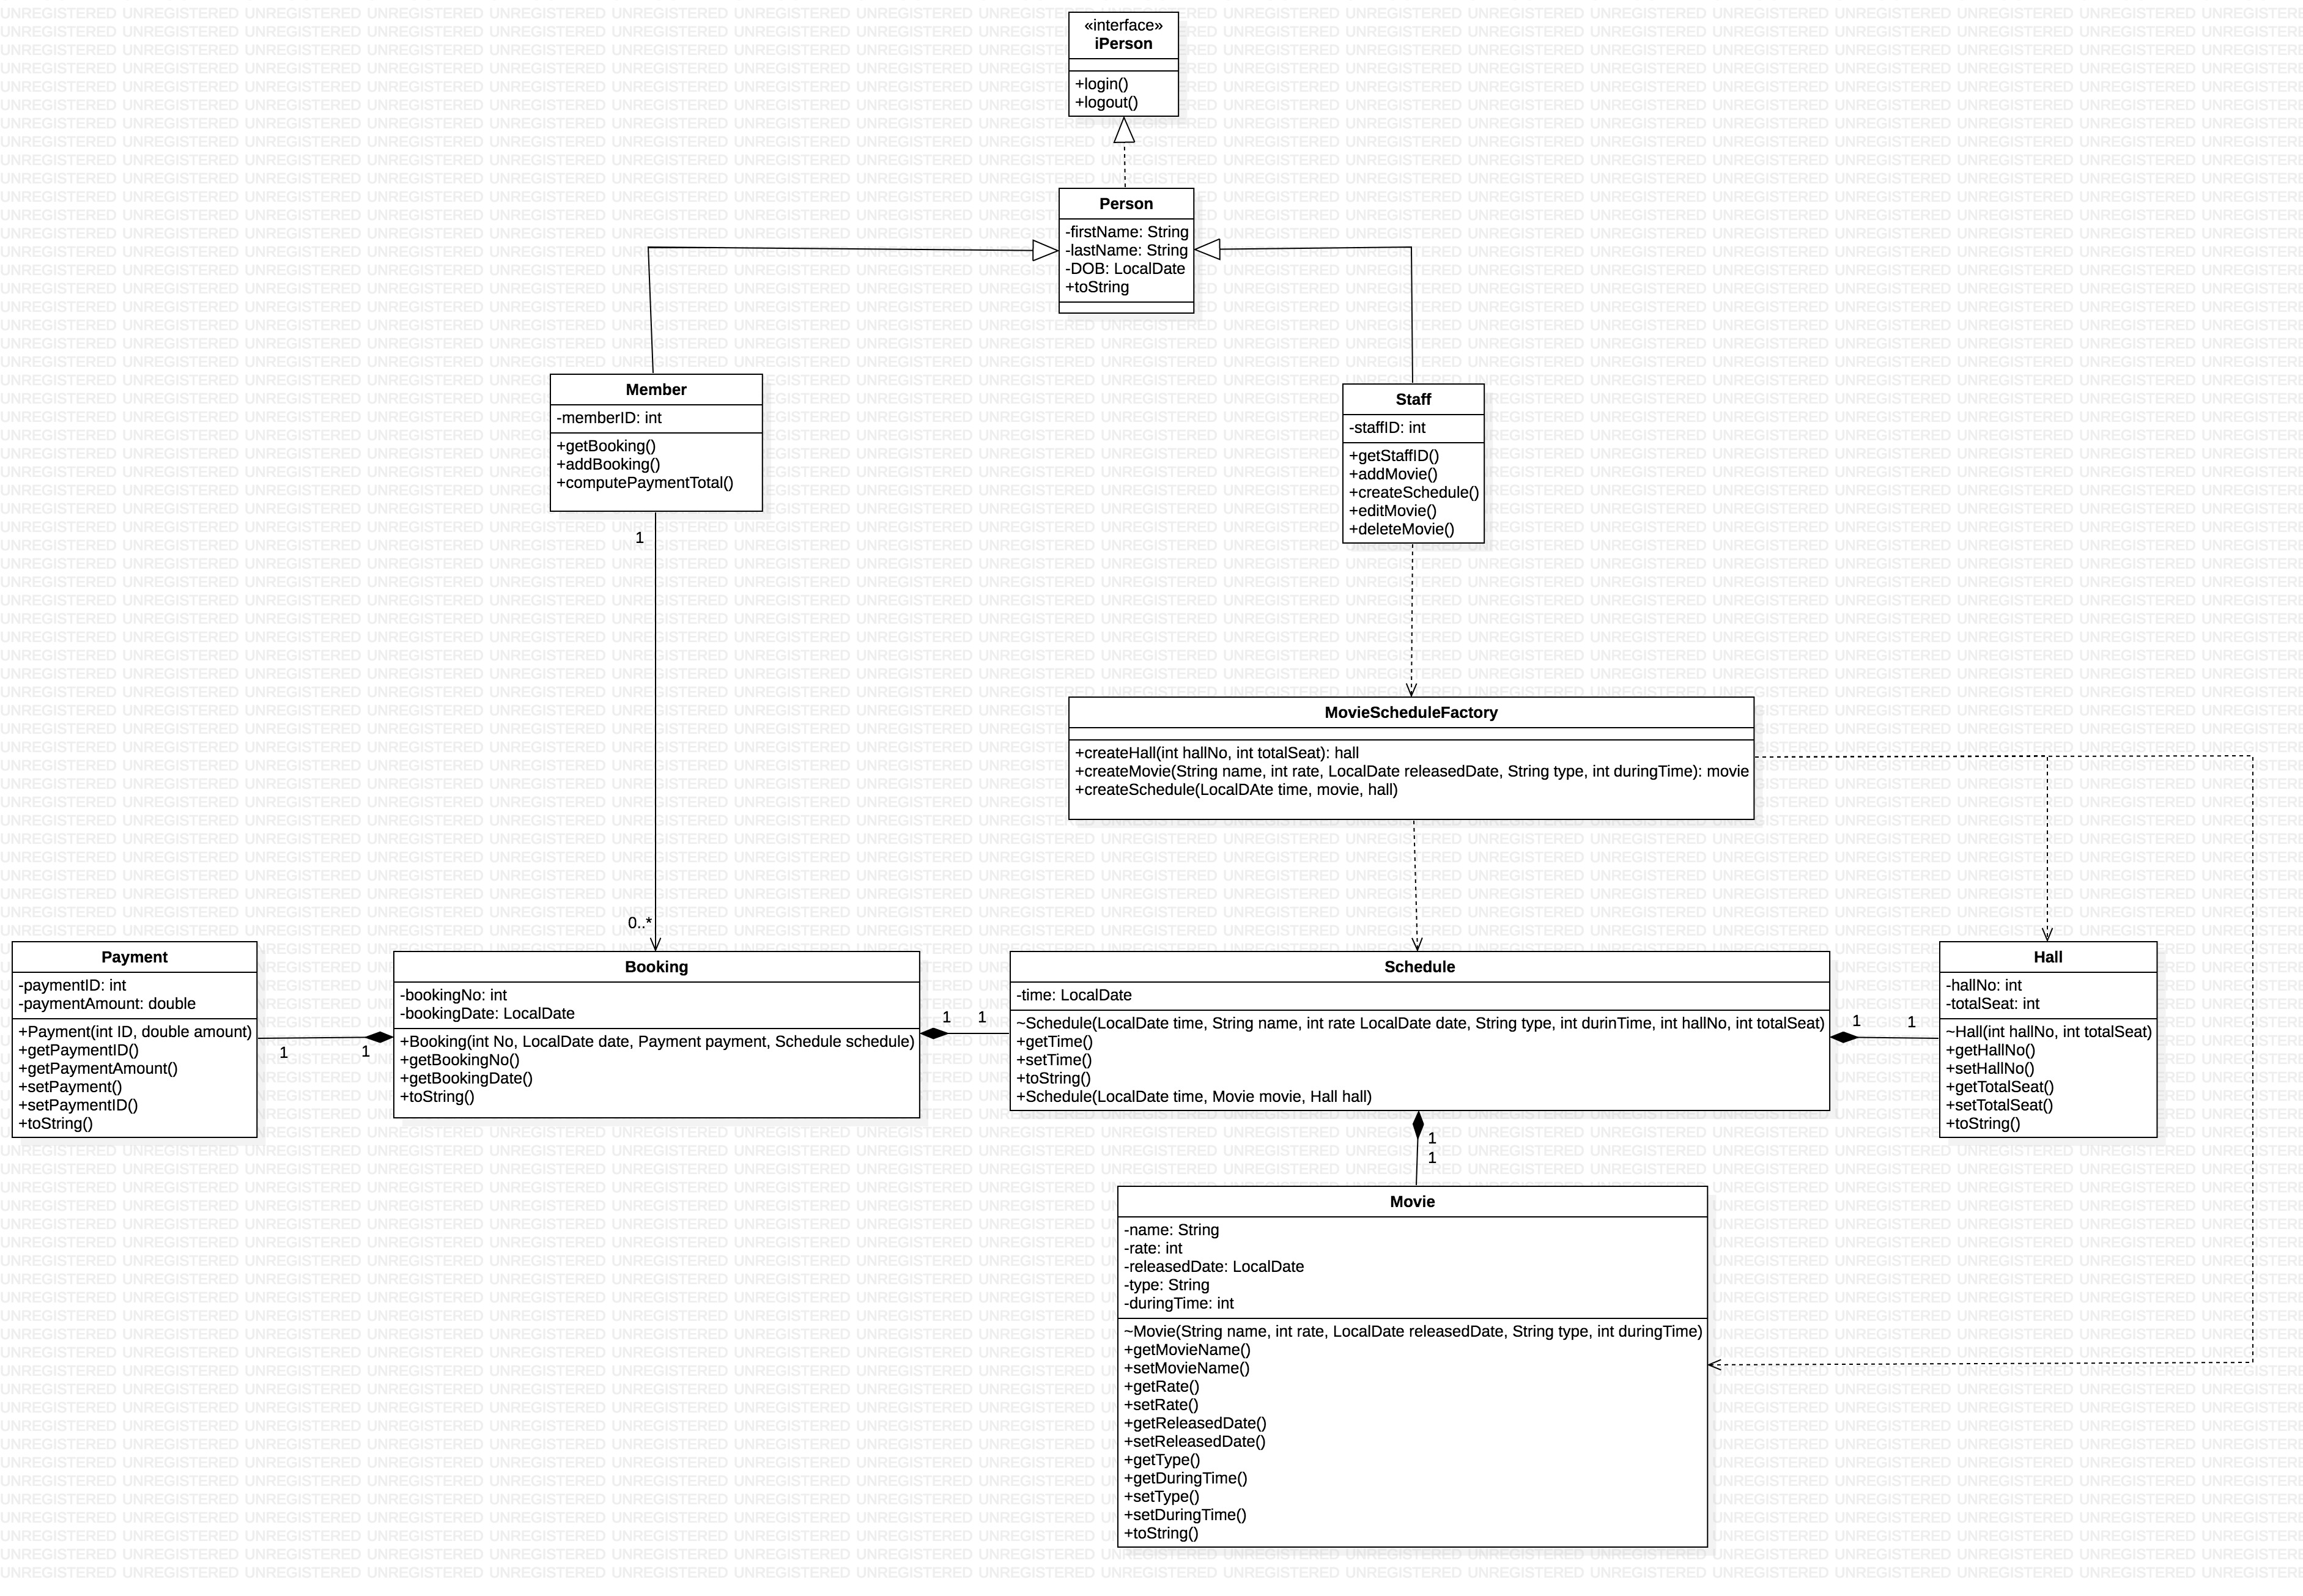 «interface»
iPerson
+login()
+logout()
Person
-firstName: String
-lastName: String
-DOB: LocalDate
+toString
Member
-memberID: int
+getBooking()
+addBooking()
+computePaymentTotal()
Staff
-staffID: int
+getStaffID()
+addMovie()
+createSchedule()
+editMovie()
+deleteMovie()
1
0..*
MovieScheduleFactory
+createHall(int hallNo, int totalSeat): hall
+createMovie(String name, int rate, LocalDate releasedDate, String type, int duringTime): movie
+createSchedule(LocalDAte time, movie, hall)
Payment
-paymentID: int
-paymentAmount: double
+Payment(int ID, double amount)
+getPaymentID()
+getPaymentAmount()
+setPayment()
+setPaymentID()
+toString()
1
1
Booking
-bookingNo: int
-bookingDate: LocalDate
+Booking(int No, LocalDate date, Payment payment, Schedule schedule)
+getBookingNo()
+getBookingDate()
+toString()
1
1
Schedule
-time: LocalDate
~Schedule(LocalDate time, String name, int rate LocalDate date, String type, int durinTime, int hallNo, int totalSeat)
+getTime()
+setTime()
+toString()
+Schedule(LocalDate time, Movie movie, Hall hall)
1
1
Hall
-hallNo: int
-totalSeat: int
~Hall(int hallNo, int totalSeat)
+getHallNo()
+setHallNo()
+getTotalSeat()
+setTotalSeat()
+toString()
1
1
Movie
-name: String
-rate: int
-releasedDate: LocalDate
-type: String
-duringTime: int
~Movie(String name, int rate, LocalDate releasedDate, String type, int duringTime)
+getMovieName()
+setMovieName()
+getRate()
+setRate()
+getReleasedDate()
+setReleasedDate()
+getType()
+getDuringTime()
+setType()
+setDuringTime()
+toString()
UNREGISTERED